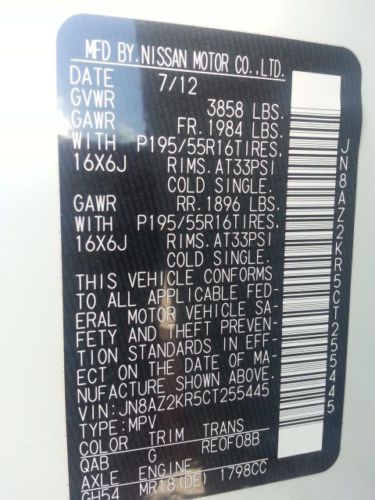 MFD BY. NISSAN MOTOR CO., LTD.
DATE 7/12
GVWR 3858 LBS.
GAWR FR. 1984 LBS.
WITH P195/55R16TIRES.
16X6J RIMS. AT33PSI
COLD SINGLE.
GAWR RR. 1896 LBS.
WITH P195/55R16TIRES.
16X6J RIMS. AT33PSI
COLD SINGLE.
THIS VEHICLE CONFORMS
TO ALL APPLICABLE FED-
ERAL MOTOR VEHICLE SA-
FETY AND THEFT PREVEN-
TION STANDARDS IN EFF-
ECT ON THE DATE OF MA-
NUFACTURE SHOWN ABOVE.
VIN: JN8AZ2KR5CT255445
TYPE: MPV
COLOR TRIM TRANS
QAB G RE0F08B
AXLE ENGINE
GH54 MR18(DE) 1798CC
JN8AZ2KR5CT255445